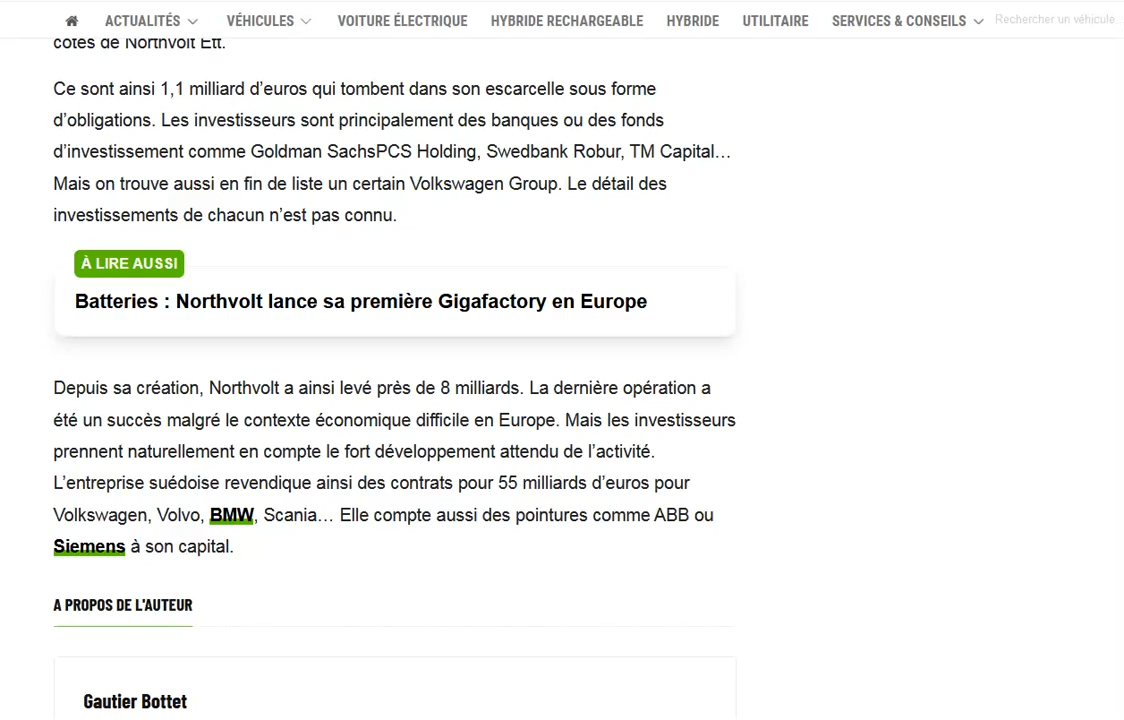 ACTUALITÉS VÉHICULES VOITURE ÉLECTRIQUE HYBRIDE RECHARGEABLE HYBRIDE UTILITAIRE SERVICES & CONSEILS Rechercher un véhicule.
côtés de Northvolt Ett.
Ce sont ainsi 1,1 milliard d’euros qui tombent dans son escarcelle sous forme
d’obligations. Les investisseurs sont principalement des banques ou des fonds
d’investissement comme Goldman SachsPCS Holding, Swedbank Robur, TM Capital…
Mais on trouve aussi en fin de liste un certain Volkswagen Group. Le détail des
investissements de chacun n’est pas connu.
À LIRE AUSSI
Batteries : Northvolt lance sa première Gigafactory en Europe
Depuis sa création, Northvolt a ainsi levé près de 8 milliards. La dernière opération a
été un succès malgré le contexte économique difficile en Europe. Mais les investisseurs
prennent naturellement en compte le fort développement attendu de l’activité.
L’entreprise suédoise revendique ainsi des contrats pour 55 milliards d’euros pour
Volkswagen, Volvo, BMW, Scania… Elle compte aussi des pointures comme ABB ou
Siemens à son capital.
A PROPOS DE L'AUTEUR
Gautier Bottet